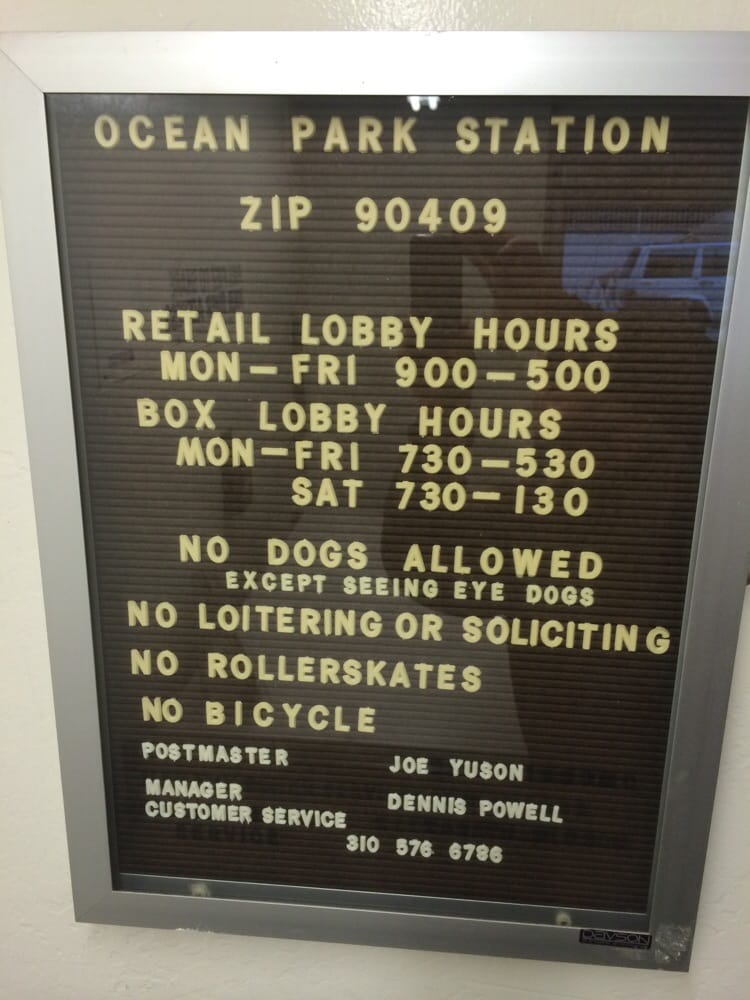 OCEAN PARK STATION
ZIP 90409
RETAIL LOBBY HOURS
MON-FRI 900-500
BOX LOBBY HOURS
MON-FRI 730-530
SAT 730-130
NO DOGS ALLOWED
EXCEPT SEEING EYE DOGS
NO LOITERING OR SOLICITING
NO ROLLERSKATES
NO BICYCLE
POSTMASTER JOE YUSON
MANAGER
CUSTOMER SERVICE DENNIS POWELL
310 576 6786
DAVSON